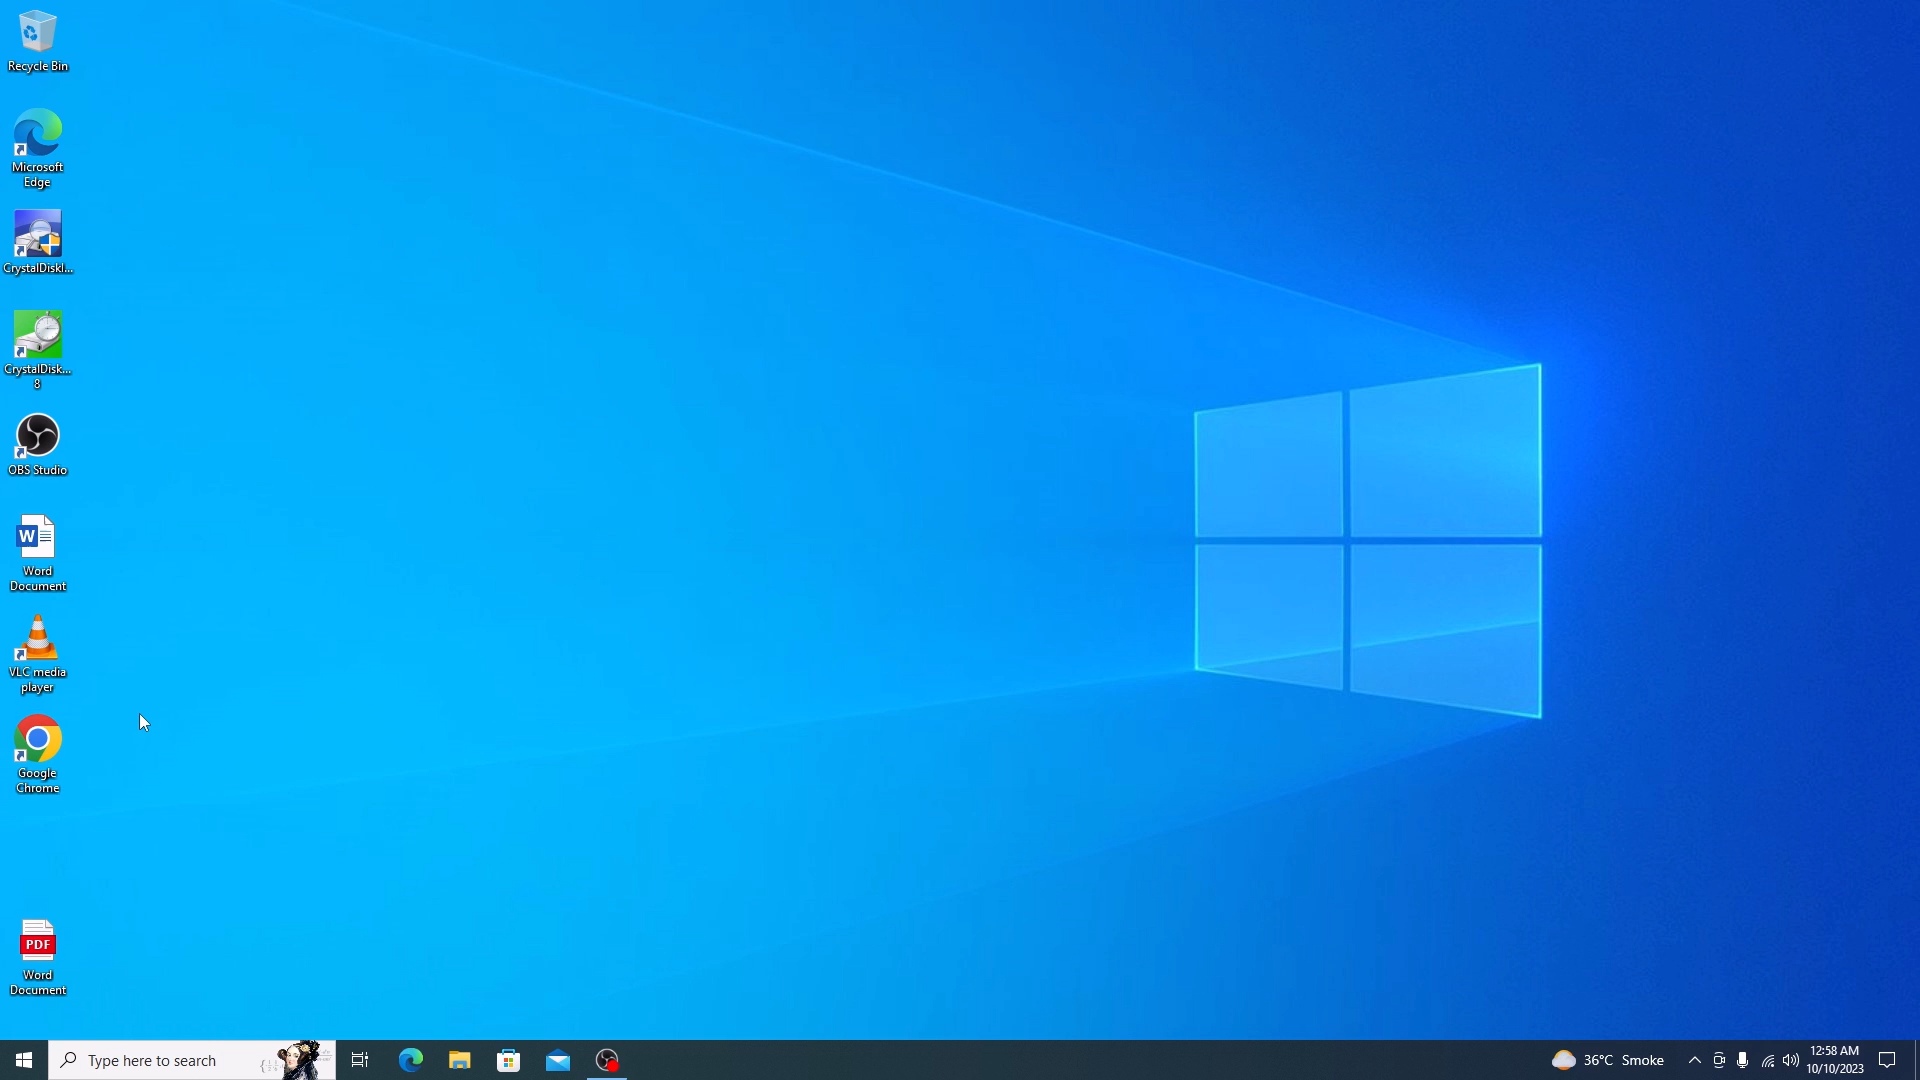 Recycle Bin
Microsoft
Edge
CrystalDiskI...
CrystalDisk...
8
OBS Studio
W
Word
Document
VLC media
player
Google
Chrome
PDF
Word
Document
Type here to search
36°C Smoke
12:58 AM
10/10/2023